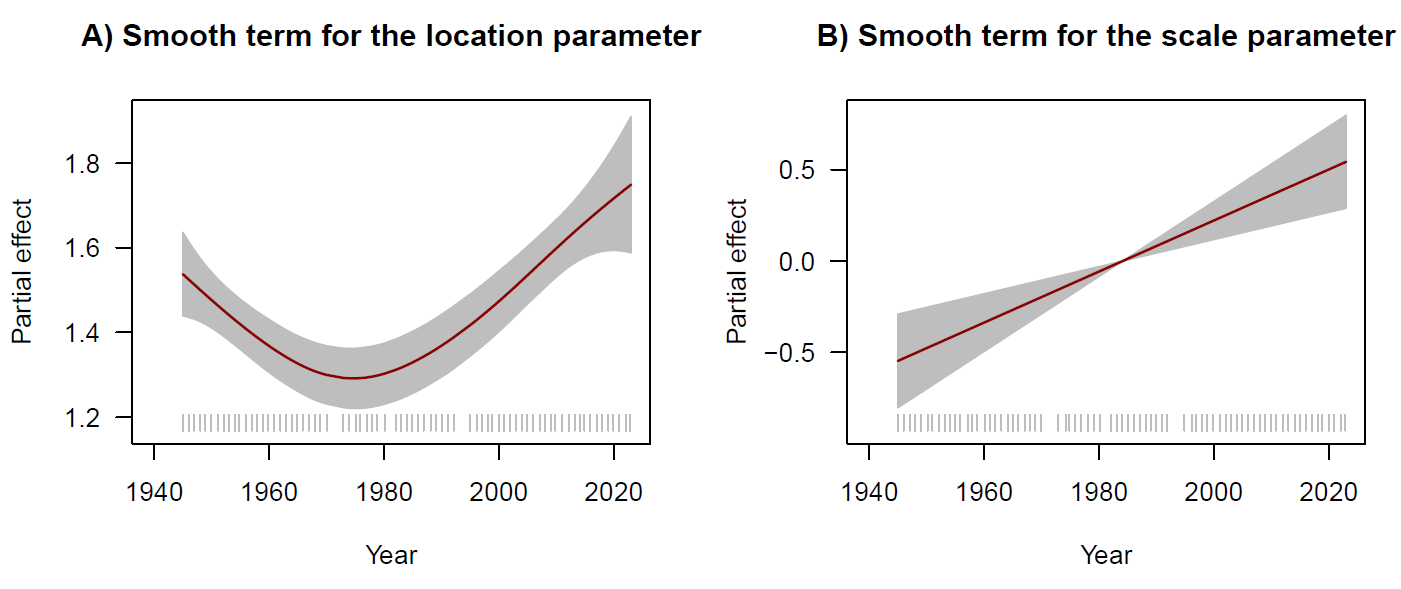 A) Smooth term for the location parameter
Partial effect
1.8
1.6
1.4
1.2
1940 1960 1980 2000 2020
Year
B) Smooth term for the scale parameter
Partial effect
0.5
0.0
−0.5
1940 1960 1980 2000 2020
Year